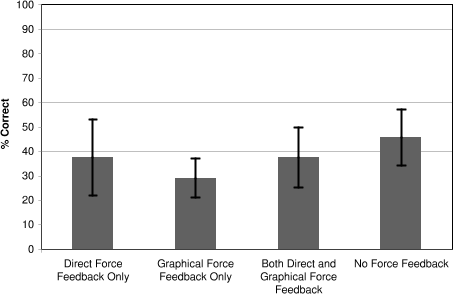 100
90
80
70
60
50
40
30
20
10
0
% Correct
Direct Force
Feedback Only
Graphical Force
Feedback Only
Both Direct and
Graphical Force
Feedback
No Force Feedback